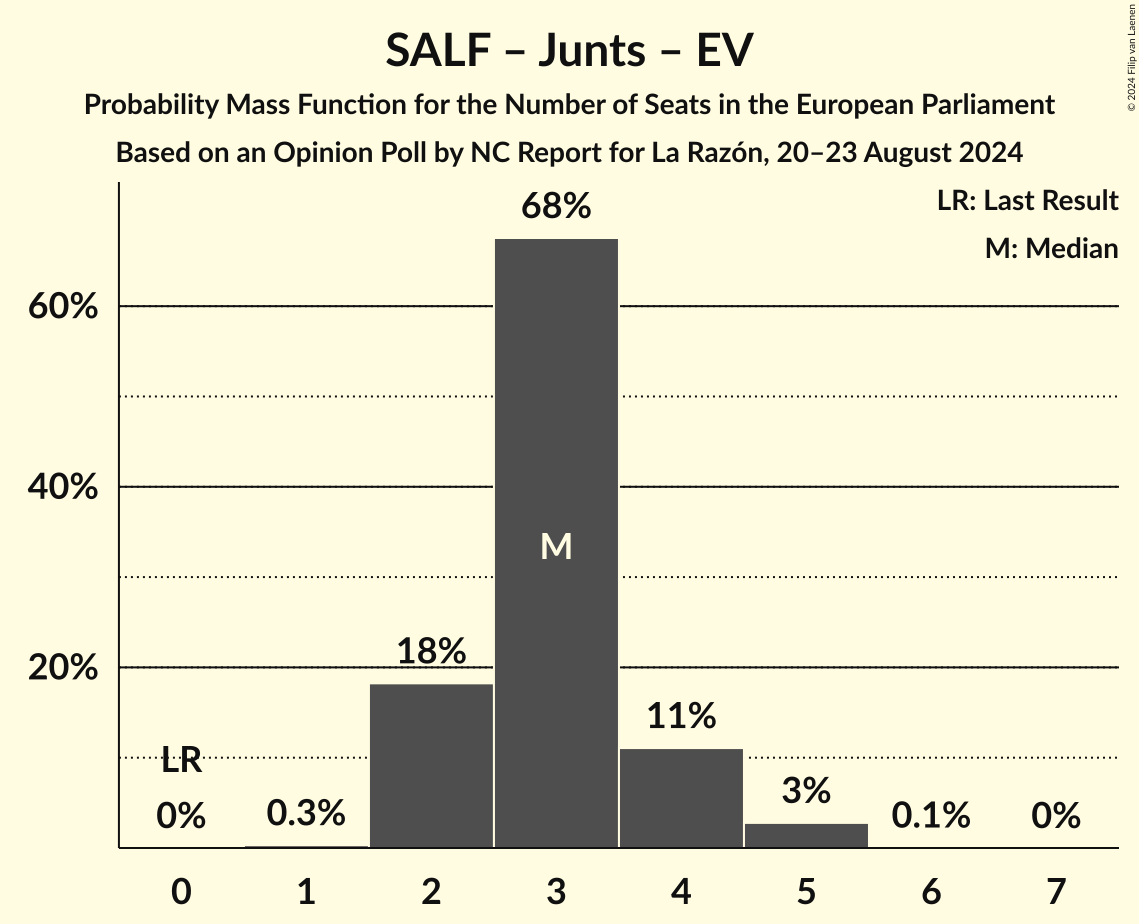 SALF – Junts – EV
Probability Mass Function for the Number of Seats in the European Parliament
Based on an Opinion Poll by NC Report for La Razón, 20–23 August 2024
© 2024 Filip van Laenen
LR: Last Result
M: Median
68%
60%
40%
M
20%
18%
11%
LR
3%
0%
0.3%
0.1%
0%
0 1 2 3 4 5 6 7